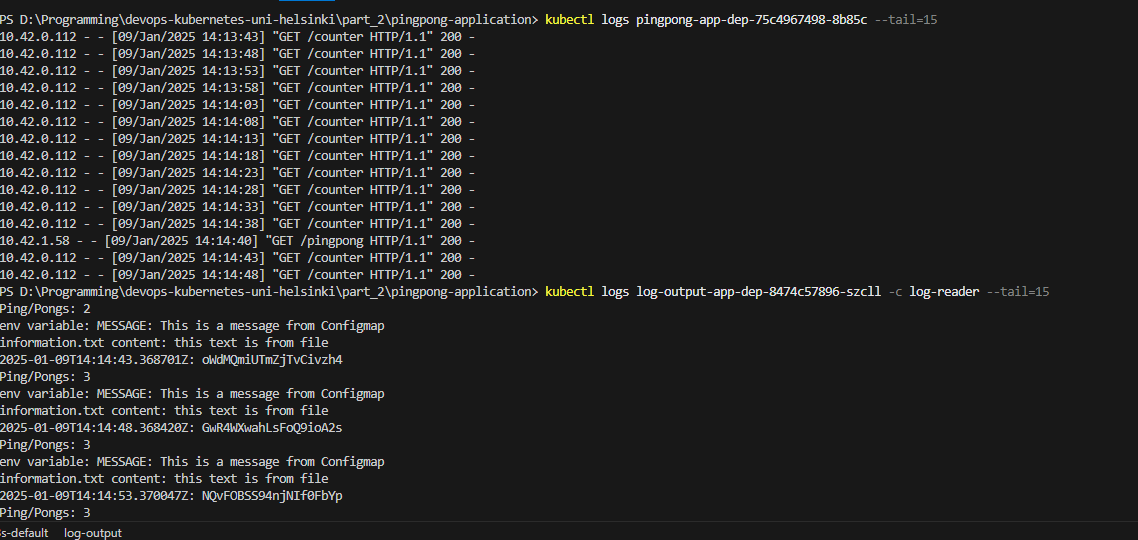 PS D:\Programming\devops-kubernetes-uni-helsinki\part_2\pingpong-application> kubectl logs pingpong-app-dep-75c4967498-8b85c --tail=15
10.42.0.112 - - [09/Jan/2025 14:13:43] "GET /counter HTTP/1.1" 200 -
10.42.0.112 - - [09/Jan/2025 14:13:48] "GET /counter HTTP/1.1" 200 -
10.42.0.112 - - [09/Jan/2025 14:13:53] "GET /counter HTTP/1.1" 200 -
10.42.0.112 - - [09/Jan/2025 14:13:58] "GET /counter HTTP/1.1" 200 -
10.42.0.112 - - [09/Jan/2025 14:14:03] "GET /counter HTTP/1.1" 200 -
10.42.0.112 - - [09/Jan/2025 14:14:08] "GET /counter HTTP/1.1" 200 -
10.42.0.112 - - [09/Jan/2025 14:14:13] "GET /counter HTTP/1.1" 200 -
10.42.0.112 - - [09/Jan/2025 14:14:18] "GET /counter HTTP/1.1" 200 -
10.42.0.112 - - [09/Jan/2025 14:14:23] "GET /counter HTTP/1.1" 200 -
10.42.0.112 - - [09/Jan/2025 14:14:28] "GET /counter HTTP/1.1" 200 -
10.42.0.112 - - [09/Jan/2025 14:14:33] "GET /counter HTTP/1.1" 200 -
10.42.0.112 - - [09/Jan/2025 14:14:38] "GET /counter HTTP/1.1" 200 -
10.42.1.58 - - [09/Jan/2025 14:14:40] "GET /pingpong HTTP/1.1" 200 -
10.42.0.112 - - [09/Jan/2025 14:14:43] "GET /counter HTTP/1.1" 200 -
10.42.0.112 - - [09/Jan/2025 14:14:48] "GET /counter HTTP/1.1" 200 -
PS D:\Programming\devops-kubernetes-uni-helsinki\part_2\pingpong-application> kubectl logs log-output-app-dep-8474c57896-szcll -c log-reader --tail=15
Ping/Pongs: 2
env variable: MESSAGE: This is a message from Configmap
information.txt content: this text is from file
2025-01-09T14:14:43.368701Z: oWdMQmiUTmZjTvCivzh4
Ping/Pongs: 3
env variable: MESSAGE: This is a message from Configmap
information.txt content: this text is from file
2025-01-09T14:14:48.368420Z: GwR4WXwahLsFoQ9ioA2s
Ping/Pongs: 3
env variable: MESSAGE: This is a message from Configmap
information.txt content: this text is from file
2025-01-09T14:14:53.370047Z: NQvFOBSS94njNIf0FbYp
Ping/Pongs: 3
s-default log-output